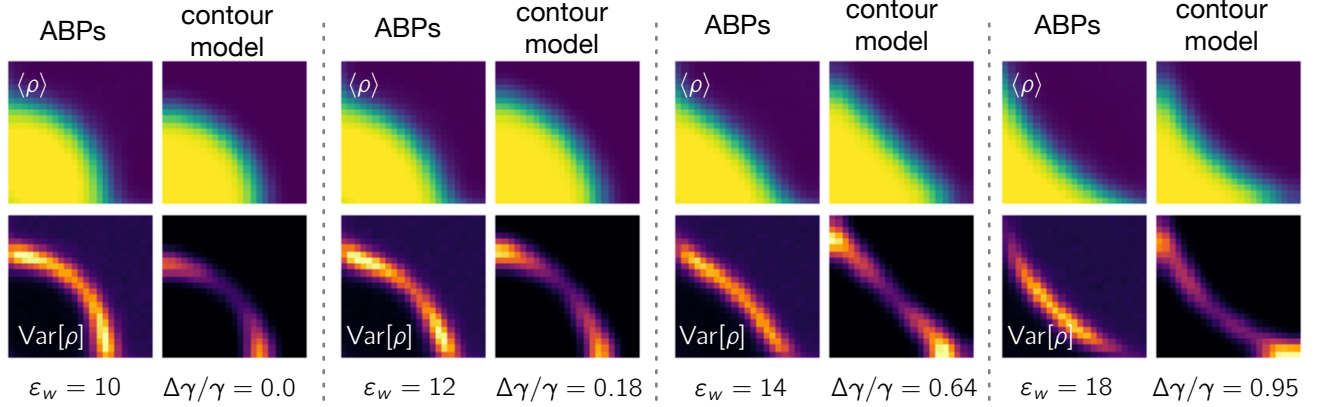 ABPs
contour
model
ABPs
contour
model
ABPs
contour
model
ABPs
contour
model
⟨ρ⟩
⟨ρ⟩
⟨ρ⟩
⟨ρ⟩
Var[ρ]
Var[ρ]
Var[ρ]
Var[ρ]
ε_w = 10
Δγ/γ = 0.0
ε_w = 12
Δγ/γ = 0.18
ε_w = 14
Δγ/γ = 0.64
ε_w = 18
Δγ/γ = 0.95